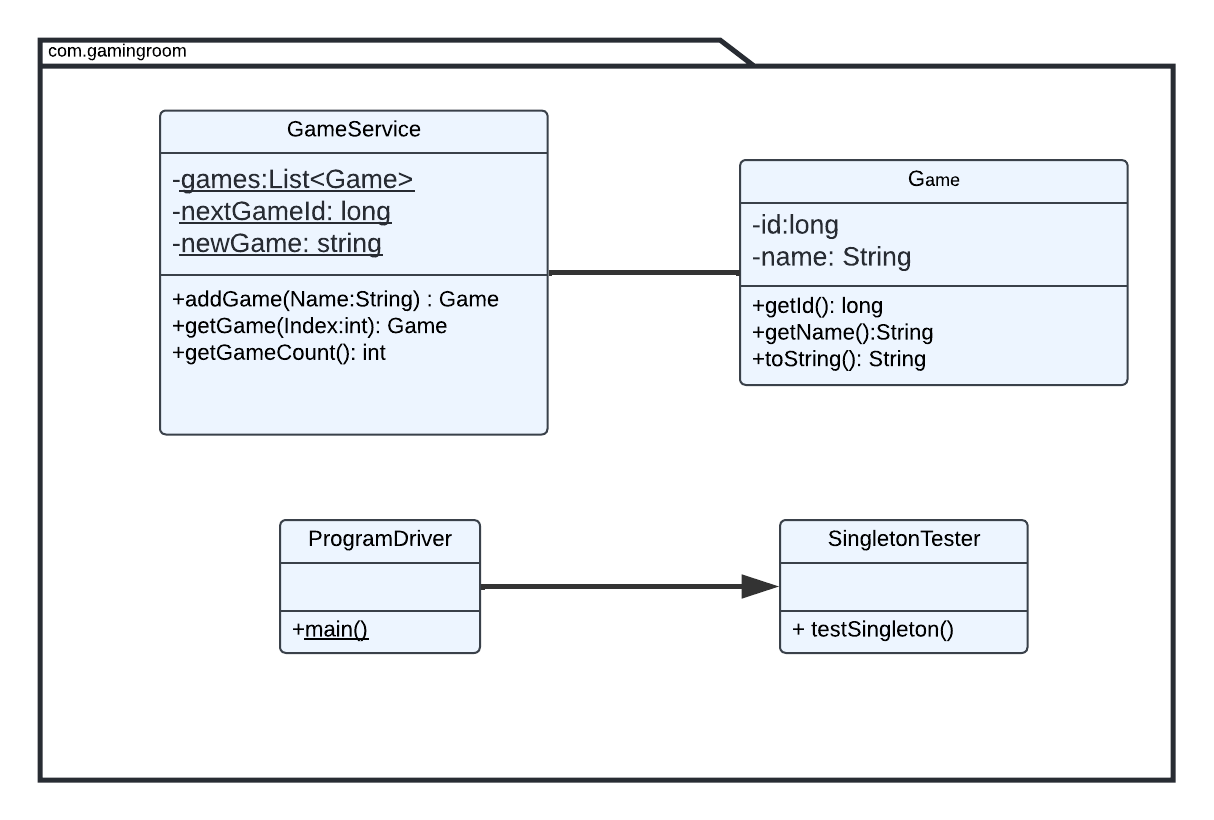 com.gamingroom
GameService
-games:List<Game>
-nextGameId: long
-newGame: string
+addGame(Name:String) : Game
+getGame(Index:int): Game
+getGameCount(): int
Game
-id:long
-name: String
+getId(): long
+getName():String
+toString(): String
ProgramDriver
+main()
SingletonTester
+ testSingleton()